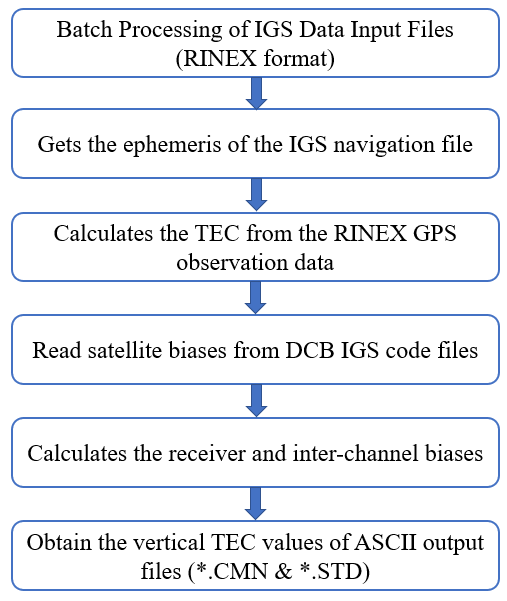 Batch Processing of IGS Data Input Files
(RINEX format)
Gets the ephemeris of the IGS navigation file
Calculates the TEC from the RINEX GPS
observation data
Read satellite biases from DCB IGS code files
Calculates the receiver and inter-channel biases
Obtain the vertical TEC values of ASCII output
files (*.CMN & *.STD)